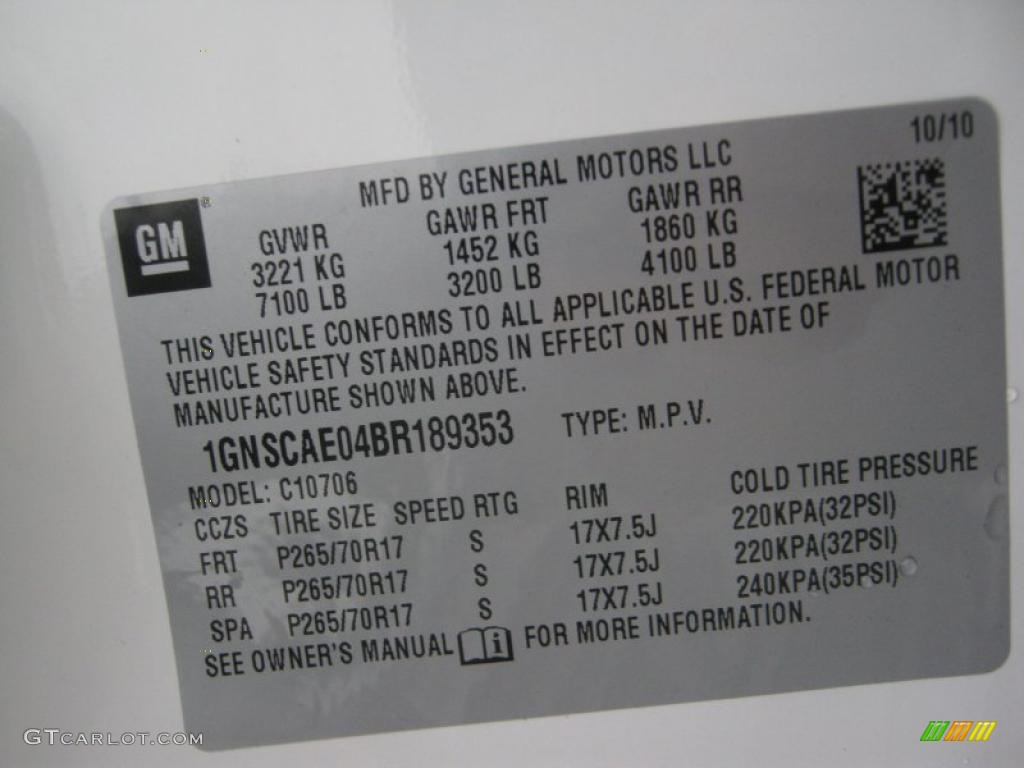 10/10
MFD BY GENERAL MOTORS LLC
GM®
GVWR GAWR FRT GAWR RR
3221 KG 1452 KG 1860 KG
7100 LB 3200 LB 4100 LB
THIS VEHICLE CONFORMS TO ALL APPLICABLE U.S. FEDERAL MOTOR
VEHICLE SAFETY STANDARDS IN EFFECT ON THE DATE OF
MANUFACTURE SHOWN ABOVE.
1GNSCAE04BR189353 TYPE: M.P.V.
MODEL: C10706
CCZS TIRE SIZE SPEED RTG RIM COLD TIRE PRESSURE
FRT P265/70R17 S 17X7.5J 220KPA(32PSI)
RR P265/70R17 S 17X7.5J 220KPA(32PSI)
SPA P265/70R17 S 17X7.5J 240KPA(35PSI)
SEE OWNER'S MANUAL i FOR MORE INFORMATION.
GTCARLOT.COM